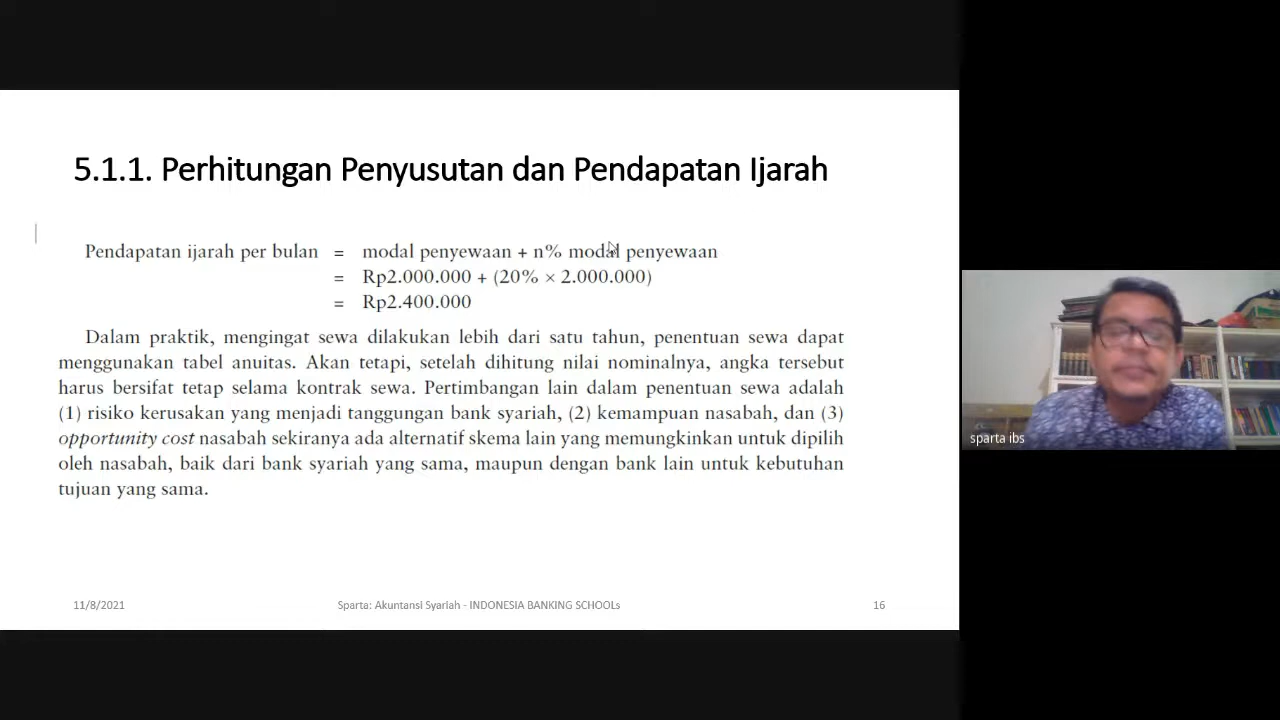 5.1.1. Perhitungan Penyusutan dan Pendapatan Ijarah
Pendapatan ijarah per bulan = modal penyewaan + n% modal penyewaan
= Rp2.000.000 + (20% × 2.000.000)
= Rp2.400.000
Dalam praktik, mengingat sewa dilakukan lebih dari satu tahun, penentuan sewa dapat
menggunakan tabel anuitas. Akan tetapi, setelah dihitung nilai nominalnya, angka tersebut
harus bersifat tetap selama kontrak sewa. Pertimbangan lain dalam penentuan sewa adalah
(1) risiko kerusakan yang menjadi tanggungan bank syariah, (2) kemampuan nasabah, dan (3)
opportunity cost nasabah sekiranya ada alternatif skema lain yang memungkinkan untuk dipilih
oleh nasabah, baik dari bank syariah yang sama, maupun dengan bank lain untuk kebutuhan
tujuan yang sama.
11/8/2021
Sparta: Akuntansi Syariah - INDONESIA BANKING SCHOOLs
16
sparta ibs